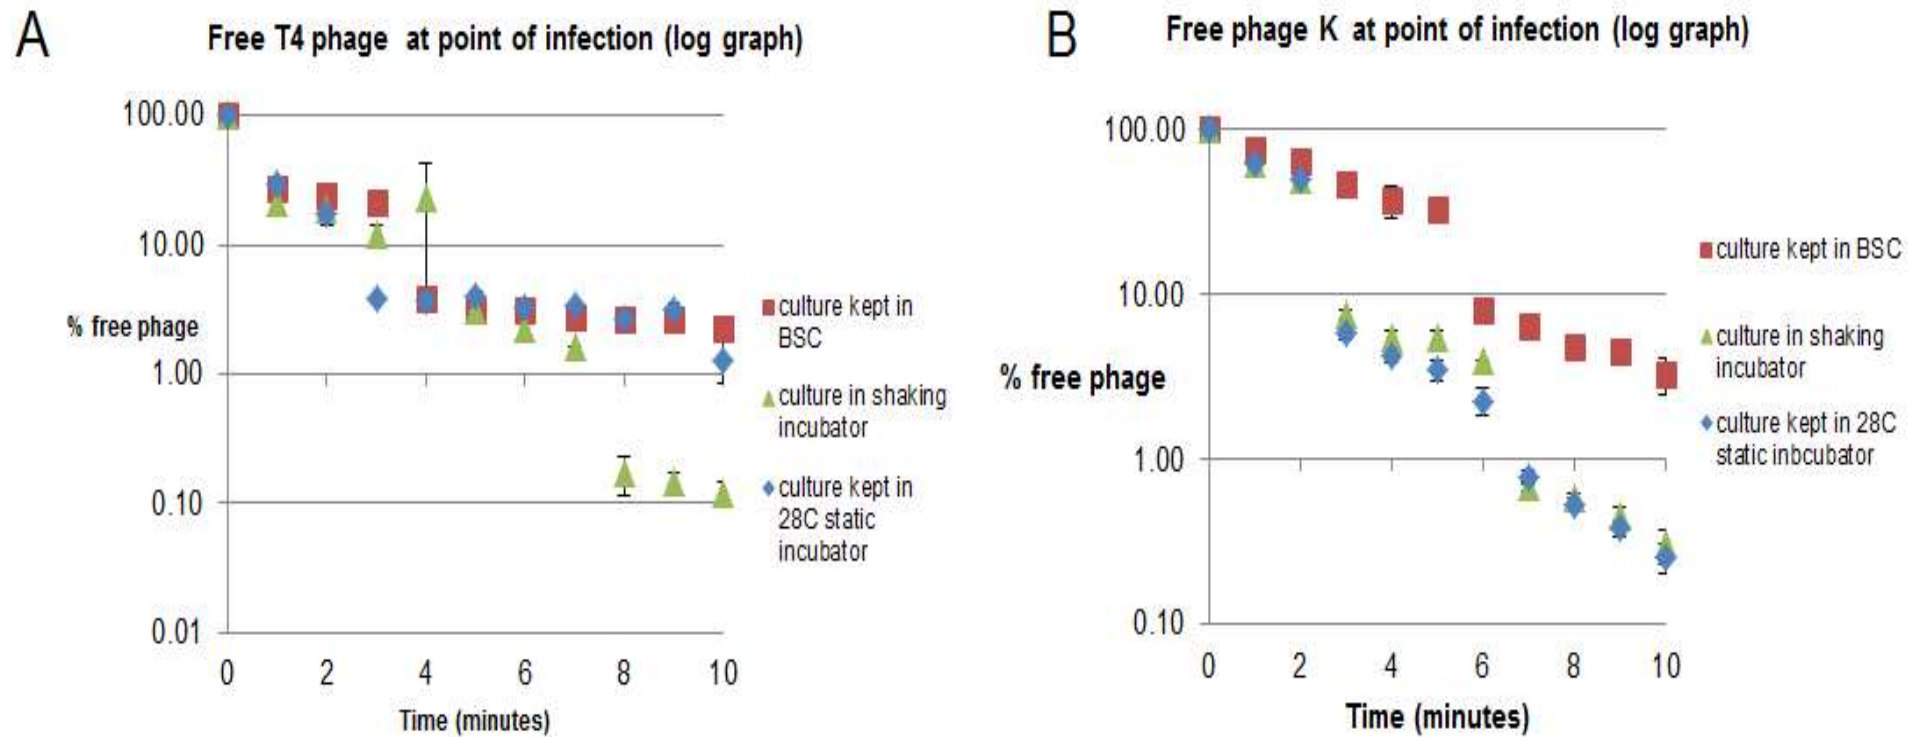 A
Free T4 phage at point of infection (log graph)
100.00
10.00
1.00
0.10
0.01
% free phage
0 2 4 6 8 10
Time (minutes)
culture kept in
BSC
culture in shaking
incubator
culture kept in
28C static
incubator
B
Free phage K at point of infection (log graph)
100.00
10.00
1.00
0.10
% free phage
0 2 4 6 8 10
Time (minutes)
culture kept in BSC
culture in shaking
incubator
culture kept in 28C
static inbcubator